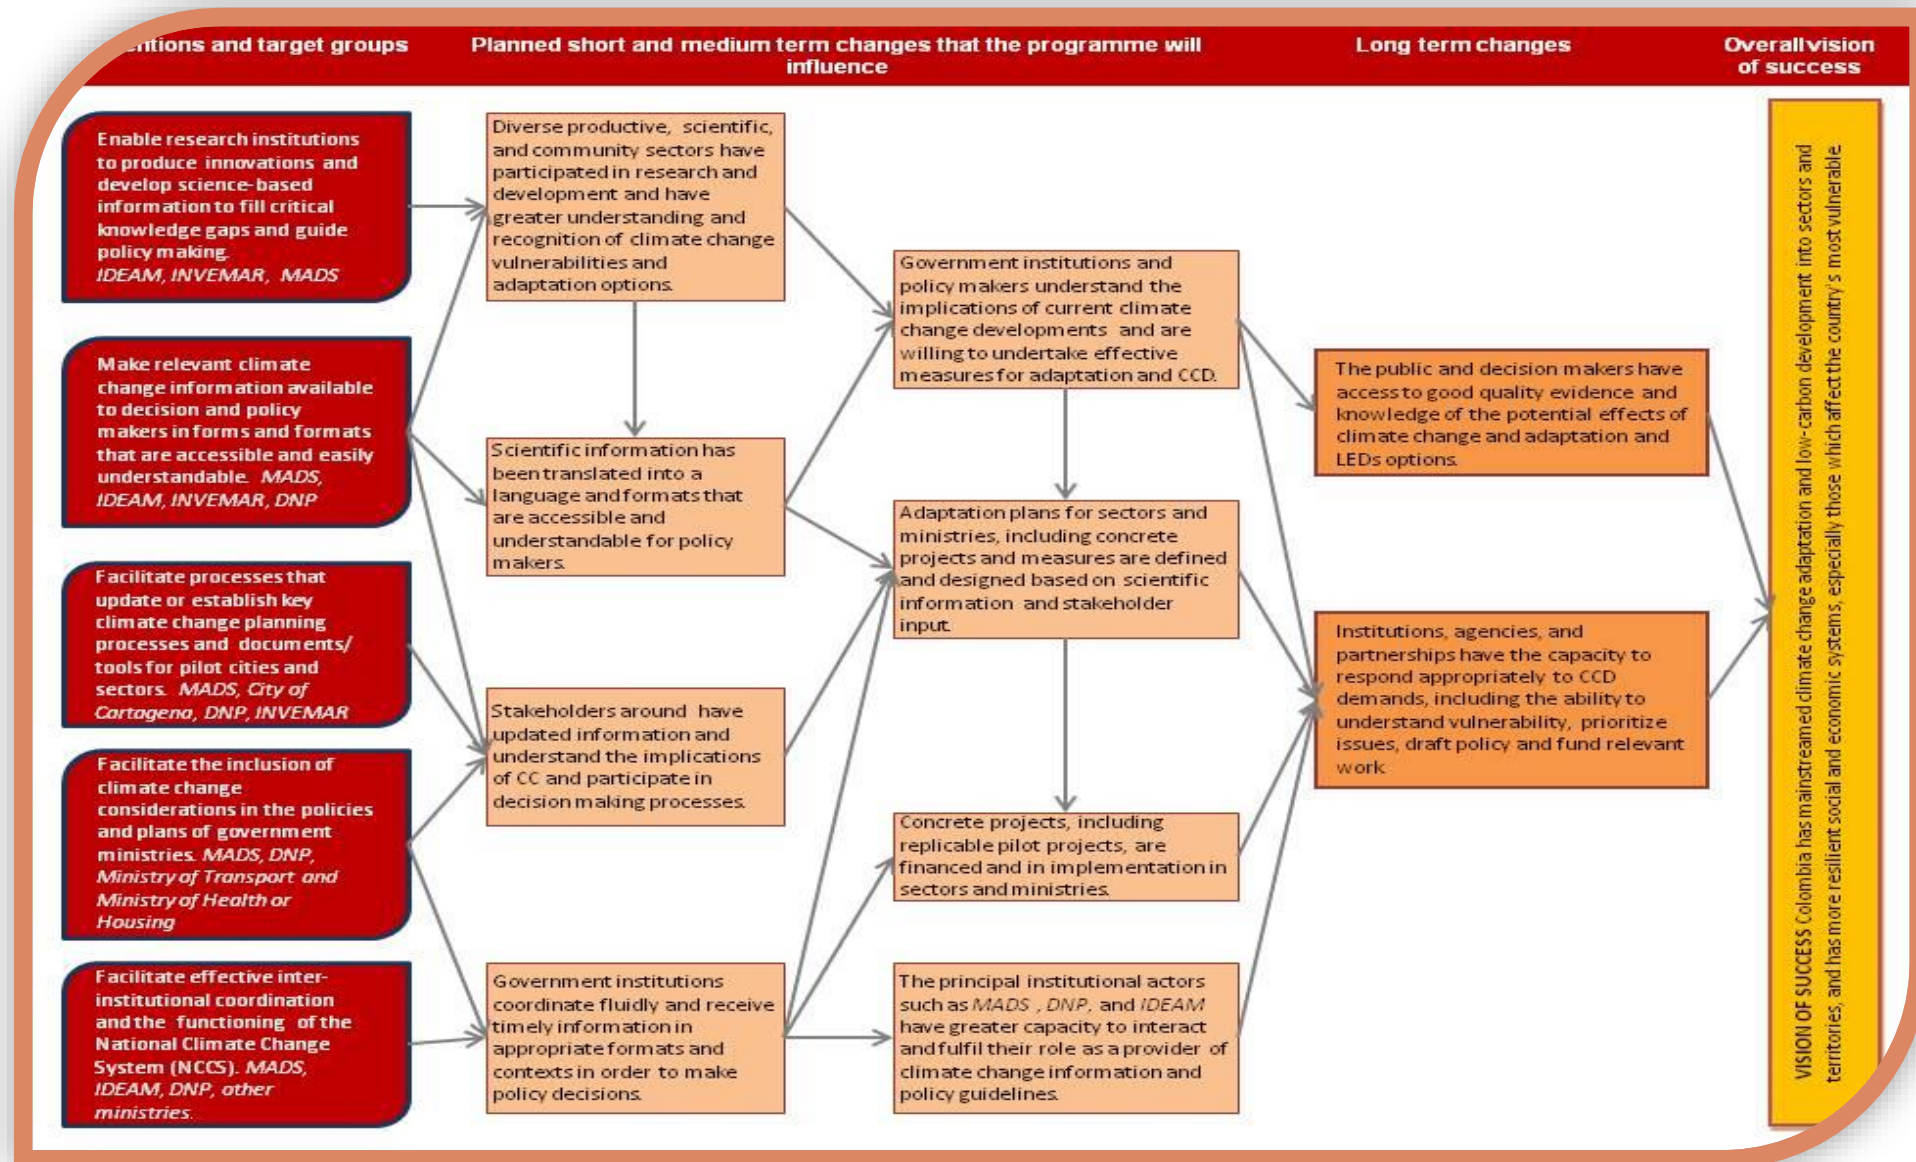 entions and target groups
Planned short and medium term changes that the programme will
influence
Long term changes
Overall vision
of success
Enable research institutions
to produce innovations and
develop science-based
information to fill critical
knowledge gaps and guide
policy making.
IDEAM, INVEMAR, MADS
Make relevant climate
change information available
to decision and policy
makers in forms and formats
that are accessible and easily
understandable. MADS,
IDEAM, INVEMAR, DNP
Facilitate processes that
update or establish key
climate change planning
processes and documents/
tools for pilot cities and
sectors. MADS, City of
Cartagena, DNP, INVEMAR
Facilitate the inclusion of
climate change
considerations in the policies
and plans of government
ministries. MADS, DNP,
Ministry of Transport and
Ministry of Health or
Housing
Facilitate effective inter-
institutional coordination
and the functioning of the
National Climate Change
System (NCCS). MADS,
IDEAM, DNP, other
ministries.
Diverse productive, scientific,
and community sectors have
participated in research and
development and have
greater understanding and
recognition of climate change
vulnerabilities and
adaptation options.
Scientific information has
been translated into a
language and formats that
are accessible and
understandable for policy
makers.
Stakeholders around have
updated information and
understand the implications
of CC and participate in
decision making processes.
Government institutions
coordinate fluidly and receive
timely information in
appropriate formats and
contexts in order to make
policy decisions.
Government institutions and
policy makers understand the
implications of current climate
change developments and are
willing to undertake effective
measures for adaptation and CCD.
Adaptation plans for sectors and
ministries, including concrete
projects and measures are defined
and designed based on scientific
information and stakeholder
input.
Concrete projects, including
replicable pilot projects, are
financed and in implementation in
sectors and ministries.
The principal institutional actors
such as MADS , DNP, and IDEAM
have greater capacity to interact
and fulfil their role as a provider of
climate change information and
policy guidelines.
The public and decision makers have
access to good quality evidence and
knowledge of the potential effects of
climate change and adaptation and
LEDs options.
Institutions, agencies, and
partnerships have the capacity to
respond appropriately to CCD
demands, including the ability to
understand vulnerability, prioritize
issues, draft policy and fund relevant
work.
VISION OF SUCCESS Colombia has mainstreamed climate change adaptation and low-carbon development into sectors and
territories, and has more resilient social and economic systems, especially those which affect the country's most vulnerable.